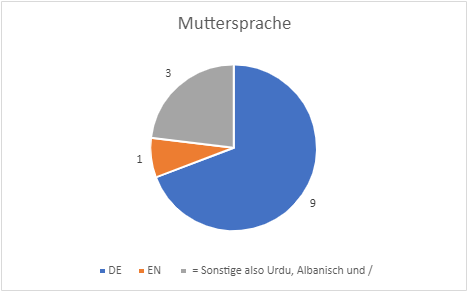 Muttersprache
3
1
9
DE EN = Sonstige also Urdu, Albanisch und /